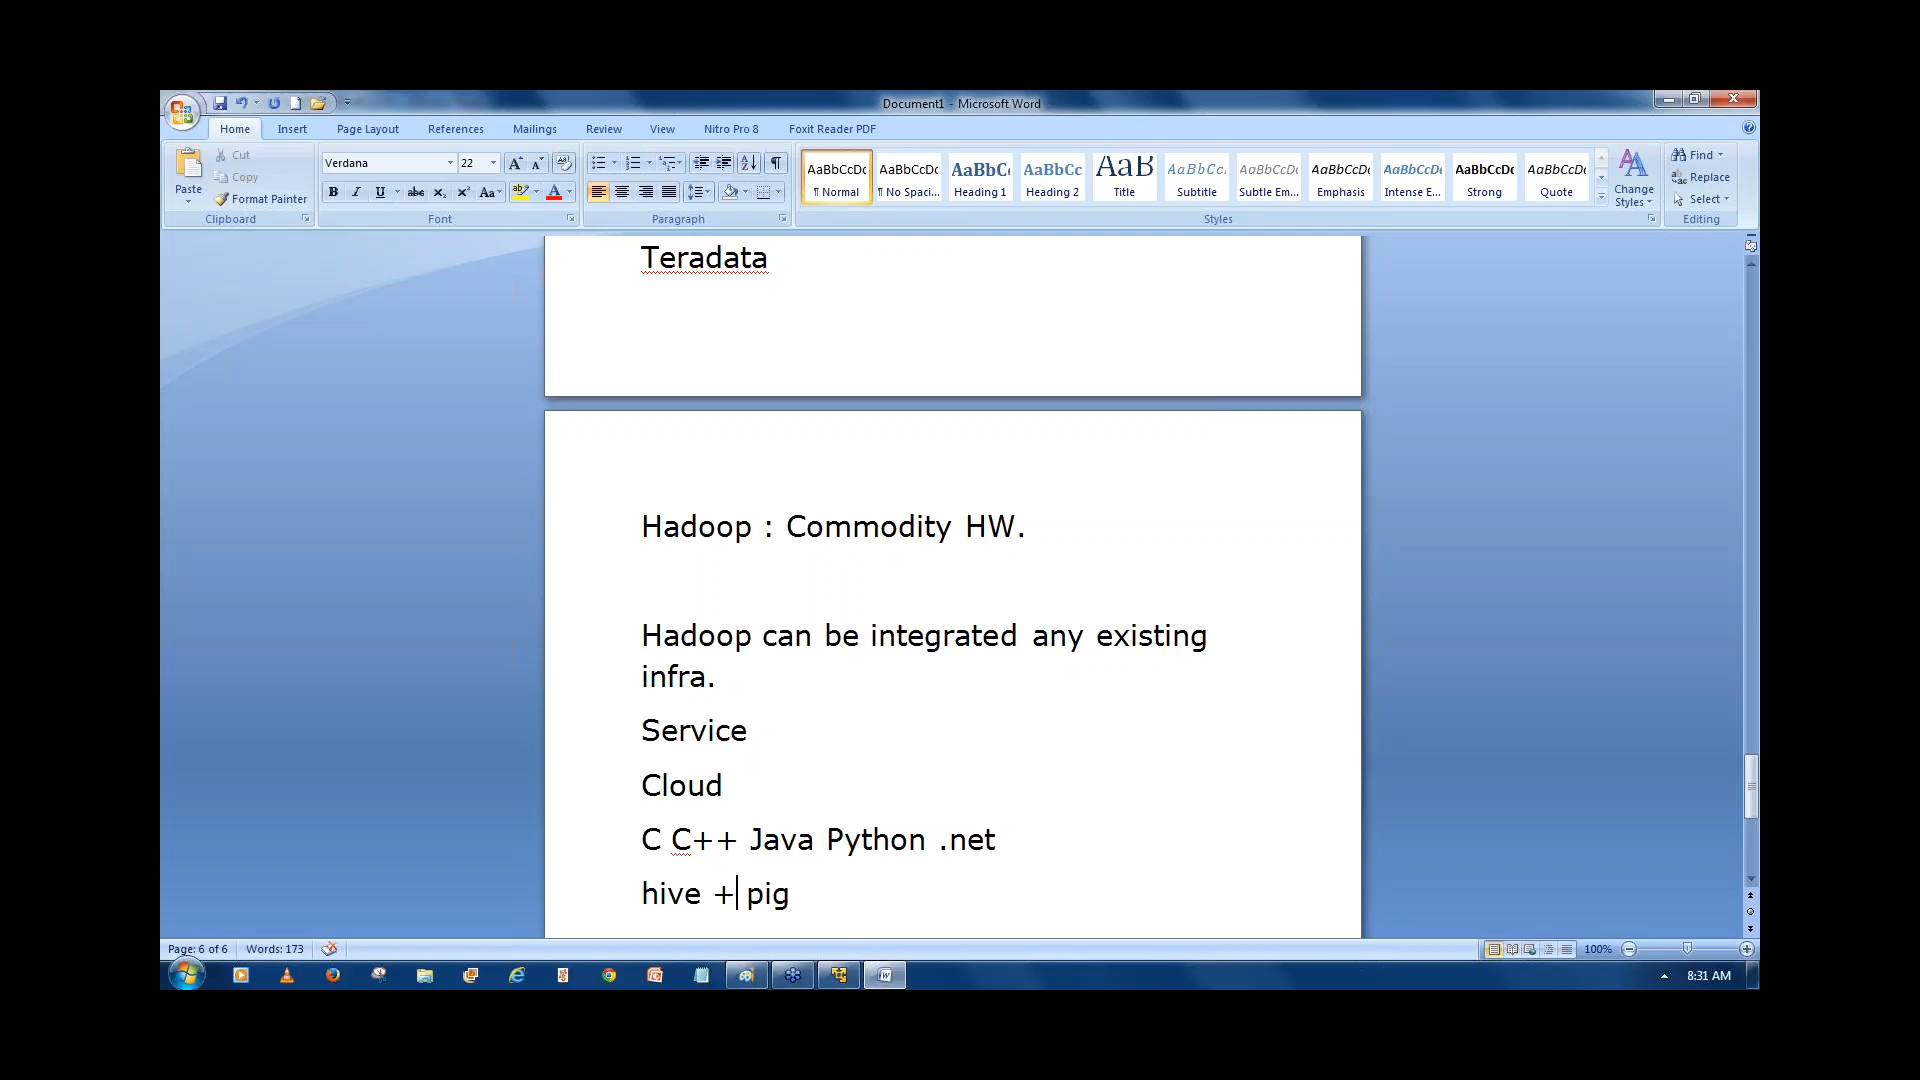 Document1 - Microsoft Word
Home Insert Page Layout References Mailings Review View Nitro Pro 8 Foxit Reader PDF
Paste
Cut
Copy
Format Painter
Clipboard
Verdana 22
B I U abc X₂ X² Aa
Font
Paragraph
AaBbCcDc AaBbCcDc AaBbC AaBbCc AaB AaBbCc. AaBbCcDc AaBbCcDc AaBbCcDc AaBbCcDc AaBbCcDc
¶ Normal ¶ No Spaci... Heading 1 Heading 2 Title Subtitle Subtle Em... Emphasis Intense E... Strong Quote
Change Styles
Styles
Find
Replace
Select
Editing
Teradata
Hadoop : Commodity HW.
Hadoop can be integrated any existing
infra.
Service
Cloud
C C++ Java Python .net
hive + pig
Page: 6 of 6 Words: 173 100%
8:31 AM